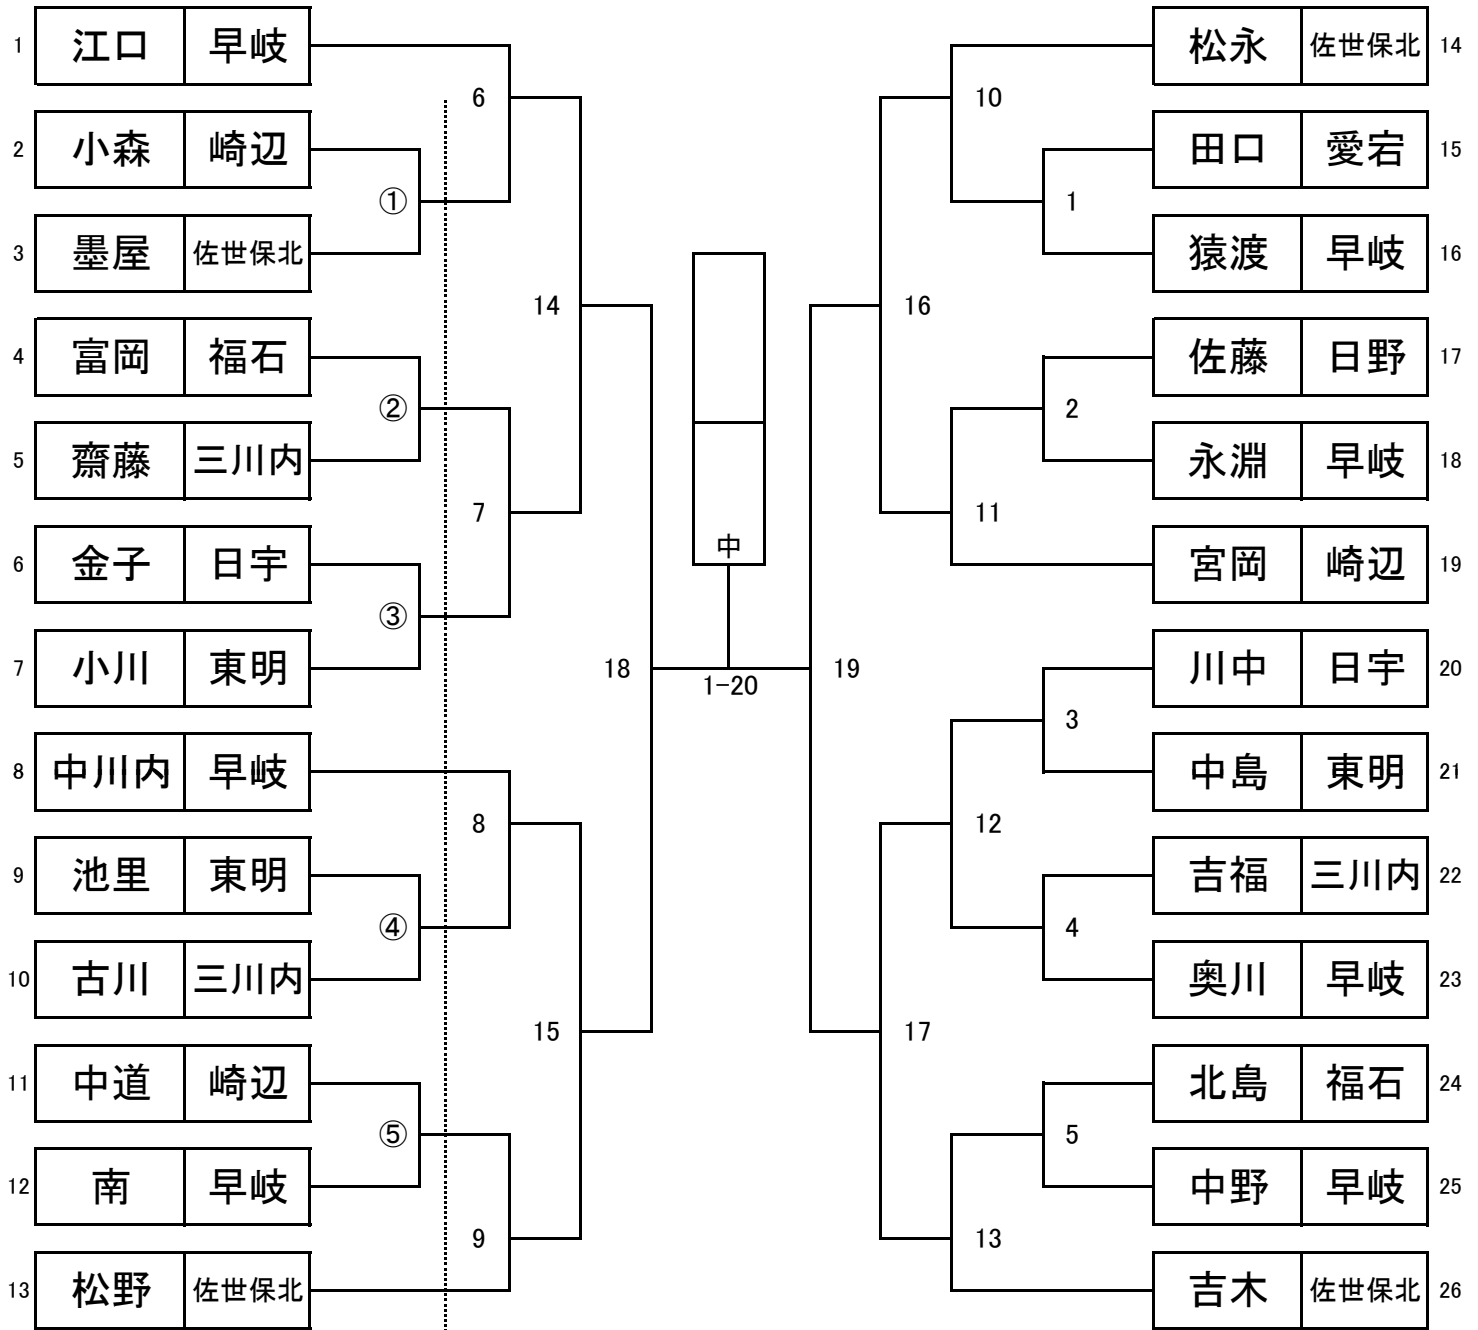 1 江口 早岐
6
2 小森 崎辺
①
3 墨屋 佐世保北
14
4 富岡 福石
②
5 齋藤 三川内
7
6 金子 日宇
③
7 小川 東明
18
8 中川内 早岐
8
9 池里 東明
④
10 古川 三川内
15
11 中道 崎辺
⑤
12 南 早岐
9
13 松野 佐世保北
中
1-20
松永 佐世保北 14
10
田口 愛宕 15
1
猿渡 早岐 16
16
佐藤 日野 17
2
永淵 早岐 18
11
宮岡 崎辺 19
19
川中 日宇 20
3
中島 東明 21
12
吉福 三川内 22
4
奥川 早岐 23
17
北島 福石 24
5
中野 早岐 25
13
吉木 佐世保北 26